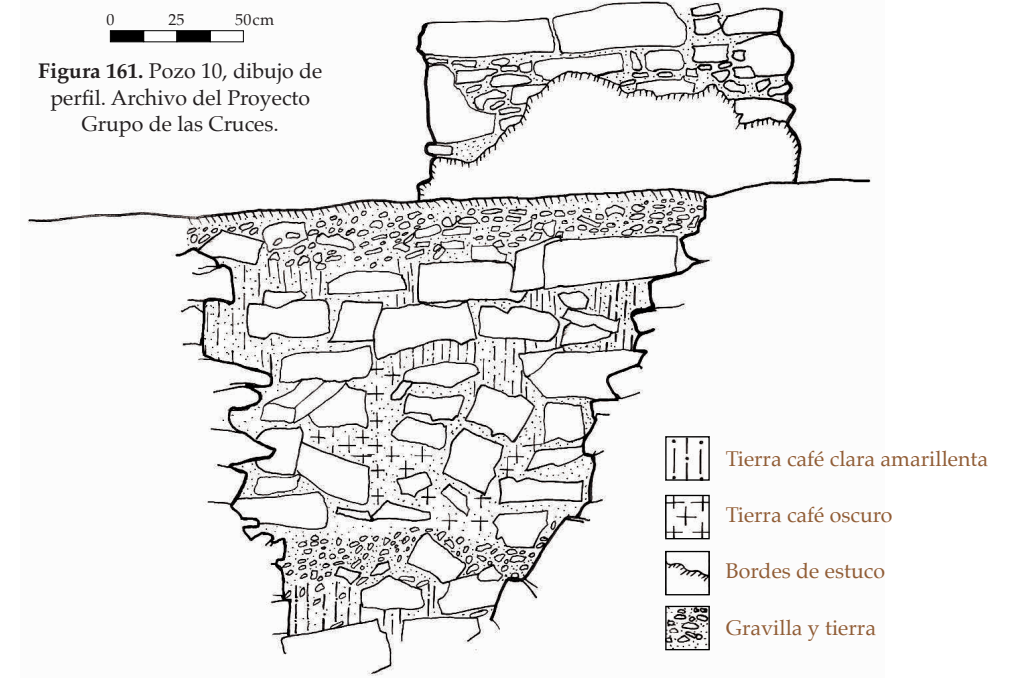 0 25 50cm
Figura 161. Pozo 10, dibujo de
perfil. Archivo del Proyecto
Grupo de las Cruces.
Tierra café clara amarillenta
Tierra café oscuro
Bordes de estuco
Gravilla y tierra